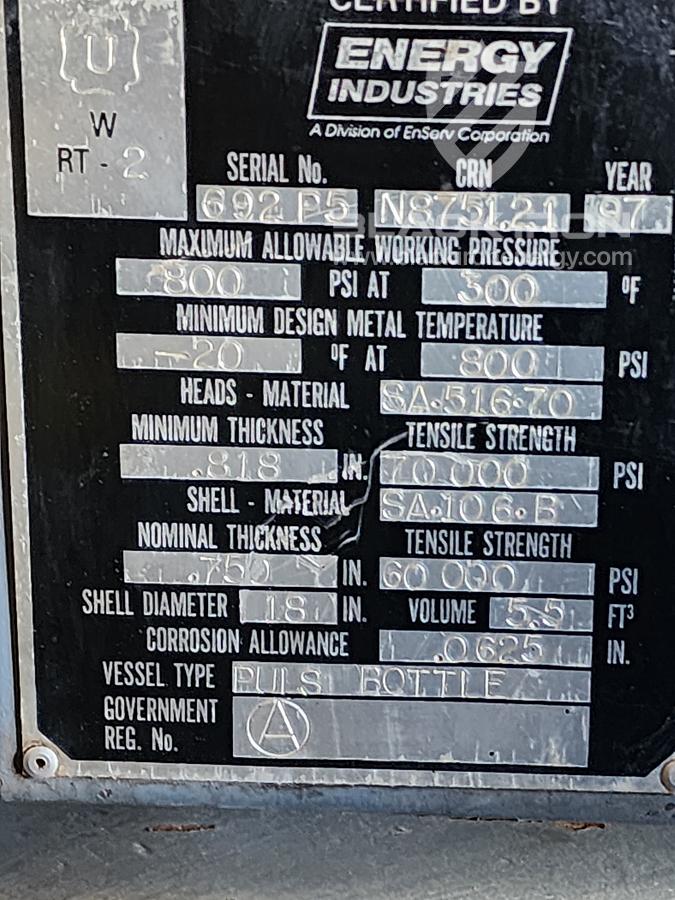 CERTIFIED BY
U
W
RT - 2
ENERGY
INDUSTRIES
A Division of EnServ Corporation
SERIAL No. CRN YEAR
692 P5 N8751.21 97
MAXIMUM ALLOWABLE WORKING PRESSURE
800 PSI AT 300 °F
MINIMUM DESIGN METAL TEMPERATURE
-20 °F AT 800 PSI
HEADS - MATERIAL SA.516.70
MINIMUM THICKNESS TENSILE STRENGTH
.818 IN. 70 000 PSI
SHELL - MATERIAL SA.106.B
NOMINAL THICKNESS TENSILE STRENGTH
.750 IN. 60 000 PSI
SHELL DIAMETER 18 IN. VOLUME 5.5 FT³
CORROSION ALLOWANCE .0625 IN.
VESSEL TYPE PULS BOTTLE
GOVERNMENT
REG. No. A